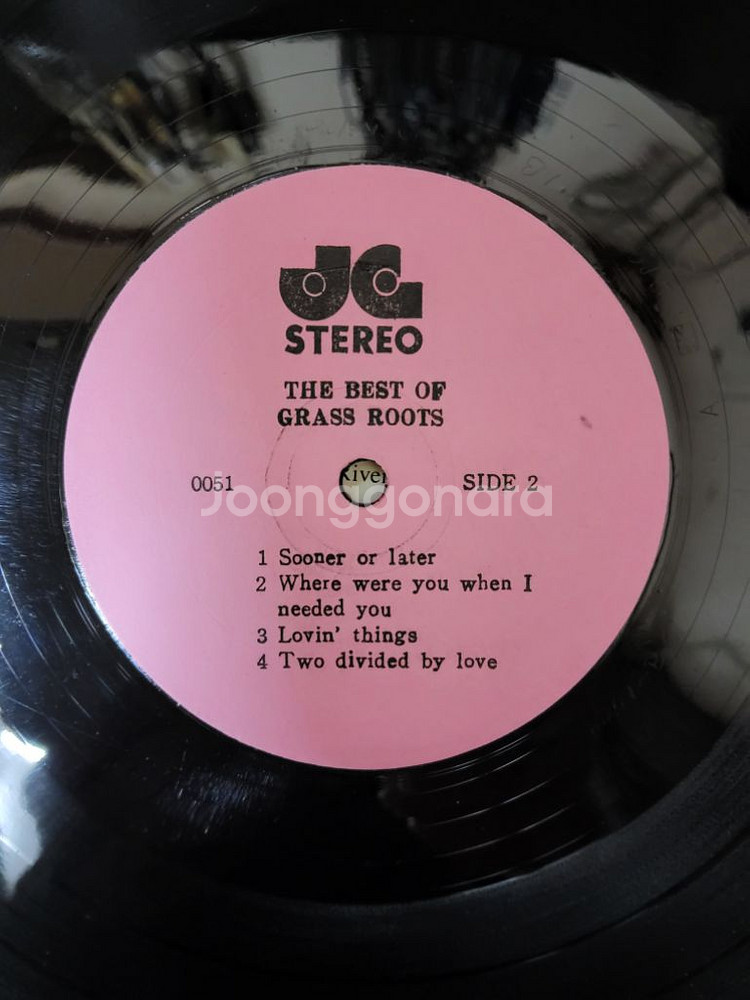 JG
STEREO
THE BEST OF
GRASS ROOTS
0051 SIDE 2
Joonggonara
1 Sooner or later
2 Where were you when I
needed you
3 Lovin' things
4 Two divided by love